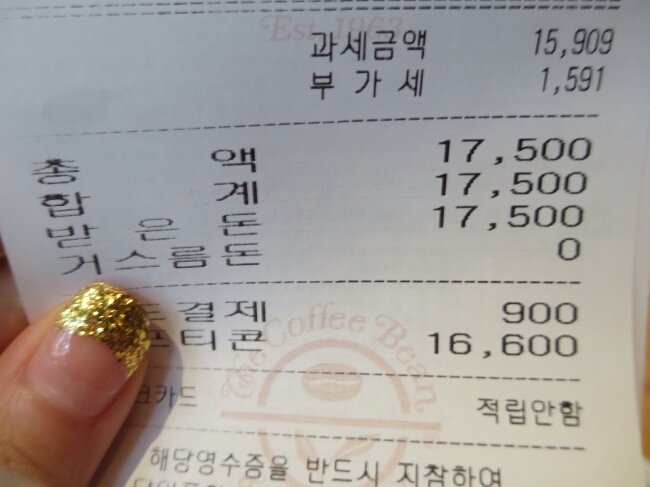 Est. 1963
과세금액 15,909
부 가 세 1,591
총 액 17,500
합 계 17,500
받 은 돈 17,500
거스름돈 0
결제 900
티콘 16,600
The Coffee Bean
카드 적립안함
해당영수증을 반드시 지참하여